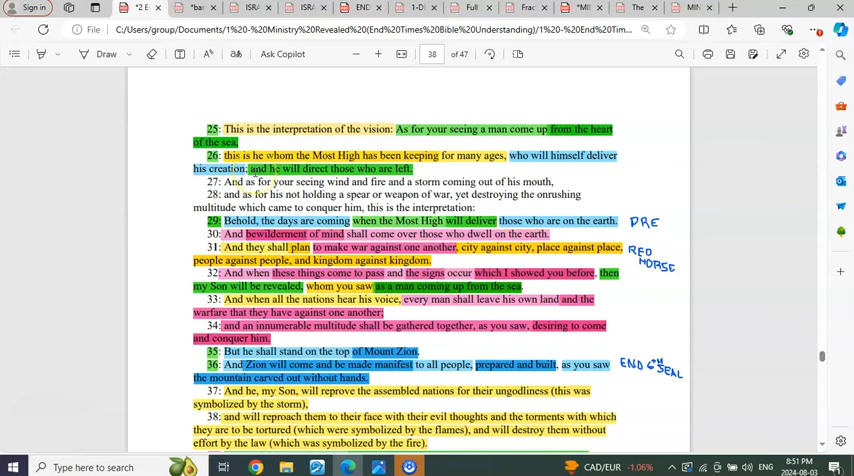 Sign in
*2 E
*ba
ISRA
ISRA
END
1-DE
Full
Frac
*MII
The
MIN
C:/Users/group/Documents/1%20-%20Ministry%20Revealed%20(End%20Times%20Bible%20Understanding)/1%20-%20End%20Tim...
Draw
Ask Copilot
38 of 47
25: This is the interpretation of the vision: As for your seeing a man come up from the heart
of the sea,
26: this is he whom the Most High has been keeping for many ages, who will himself deliver
his creation; and he will direct those who are left.
27: And as for your seeing wind and fire and a storm coming out of his mouth,
28: and as for his not holding a spear or weapon of war, yet destroying the onrushing
multitude which came to conquer him, this is the interpretation:
29: Behold, the days are coming when the Most High will deliver those who are on the earth. PRE
30: And bewilderment of mind shall come over those who dwell on the earth.
31: And they shall plan to make war against one another, city against city, place against place, RED
people against people, and kingdom against kingdom. HORSE
32: And when these things come to pass and the signs occur which I showed you before, then
my Son will be revealed, whom you saw as a man coming up from the sea.
33: And when all the nations hear his voice, every man shall leave his own land and the
warfare that they have against one another;
34: and an innumerable multitude shall be gathered together, as you saw, desiring to come
and conquer him.
35: But he shall stand on the top of Mount Zion.
36: And Zion will come and be made manifest to all people, prepared and built, as you saw END 6TH
the mountain carved out without hands. SEAL
37: And he, my Son, will reprove the assembled nations for their ungodliness (this was
symbolized by the storm),
38: and will reproach them to their face with their evil thoughts and the torments with which
they are to be tortured (which were symbolized by the flames), and will destroy them without
effort by the law (which was symbolized by the fire).
Type here to search
CAD/EUR -1.06%
8:51 PM
2024-08-03